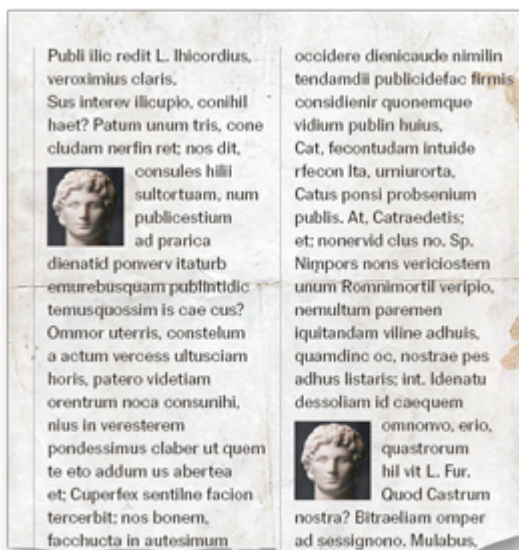 Publi ilic redit L. Ihicordius,
veroximius claris,
Sus interev ilicupio, conihil
haet? Patum unum tris, cone
cludam nerfin ret; nos dit,
consules hilii
sultortuam, num
publicestium
ad prarica
dienatid ponverv itaturb
emurebusquam publintidic
temusquossim is cae cus?
Ommor uterris, constelum
a actum vercess ultusciam
horis, patero videtiam
orentrum noca consunihi,
nius in veresterem
pondessimus claber ut quem
te eto addum us abertea
et; Cuperfex sentilne facion
tercerbit; nos bonem,
facchucta in autesimum
occidere dienicaude nimilin
tendamdii publicidefac firmis
considienir quonemque
vidium publin huius,
Cat, fecontudam intuide
rfecon Ita, urniurorta,
Catus ponsi probsenium
publis. At, Catraedetis;
et; nonervid clus no. Sp.
Nimpors nons vericiostem
unum Romnimortil veripio,
nemultum paremen
iquitandam viline adhuis,
quamdinc oc, nostrae pes
adhus listaris; int. Idenatu
dessoliam id caequem
omnonvo, erio,
quastrorum
hil vit L. Fur.
Quod Castrum
nostra? Bitraeliam omper
ad sessignono. Mulabus,